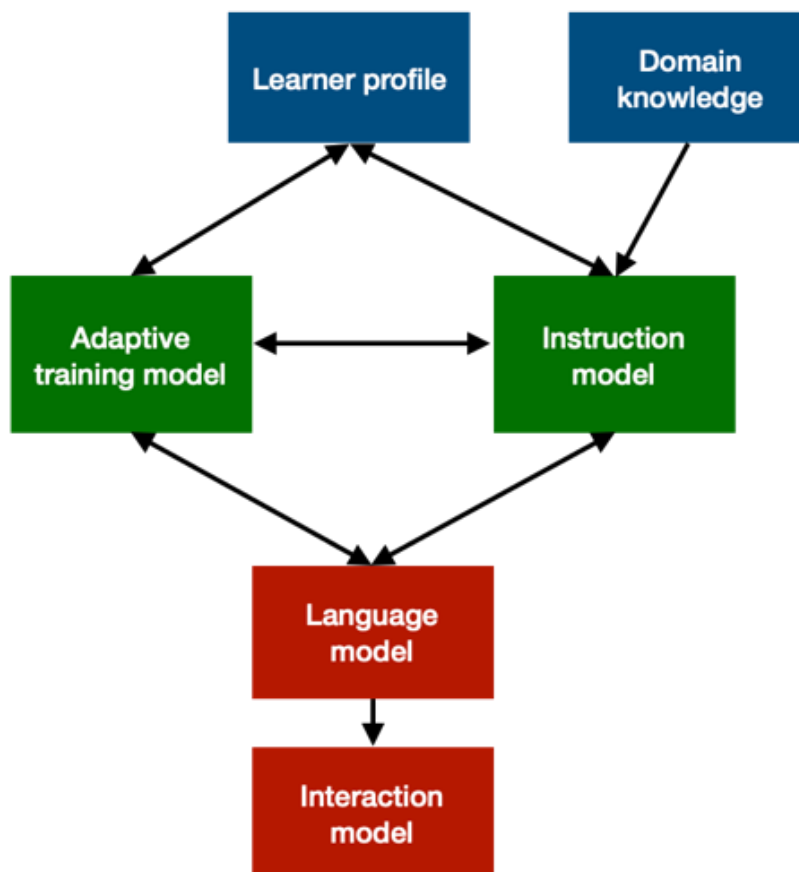 Learner profile
Domain
knowledge
Adaptive
training model
Instruction
model
Language
model
Interaction
model